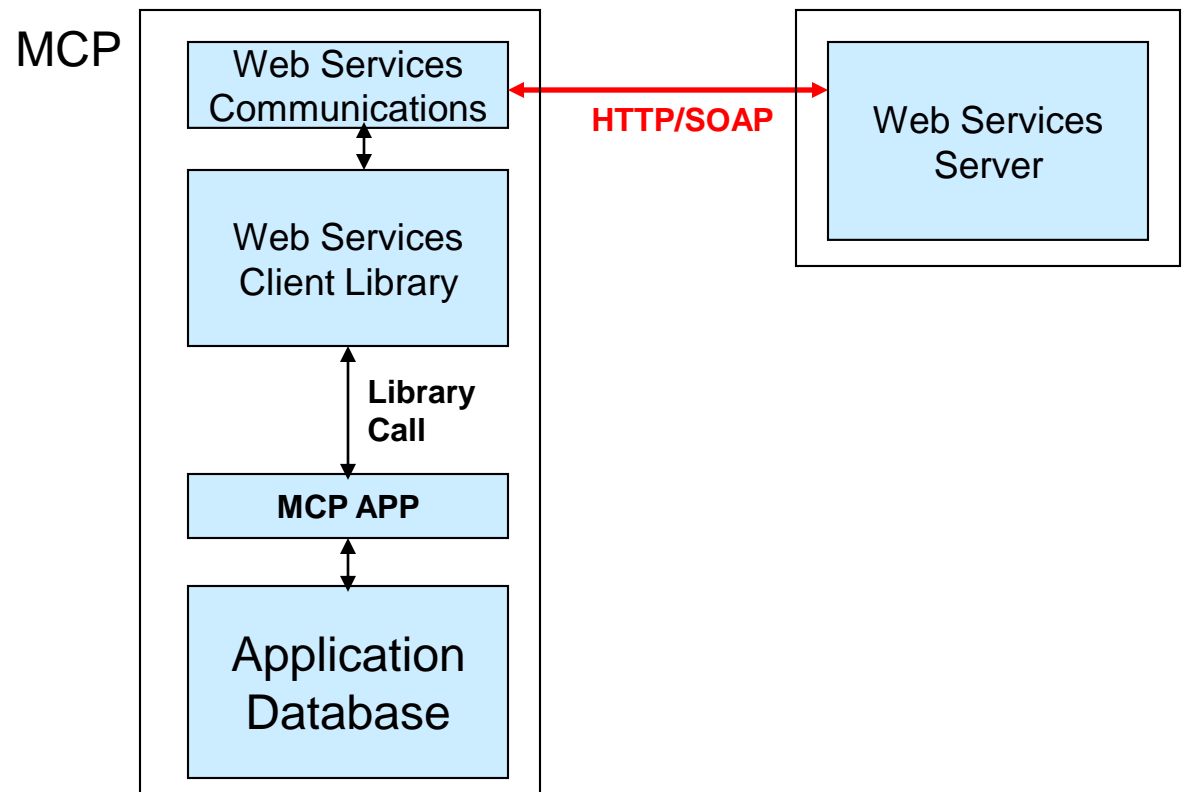 MCP
Web Services
Communications
HTTP/SOAP
Web Services
Server
Web Services
Client Library
Library
Call
MCP APP
Application
Database